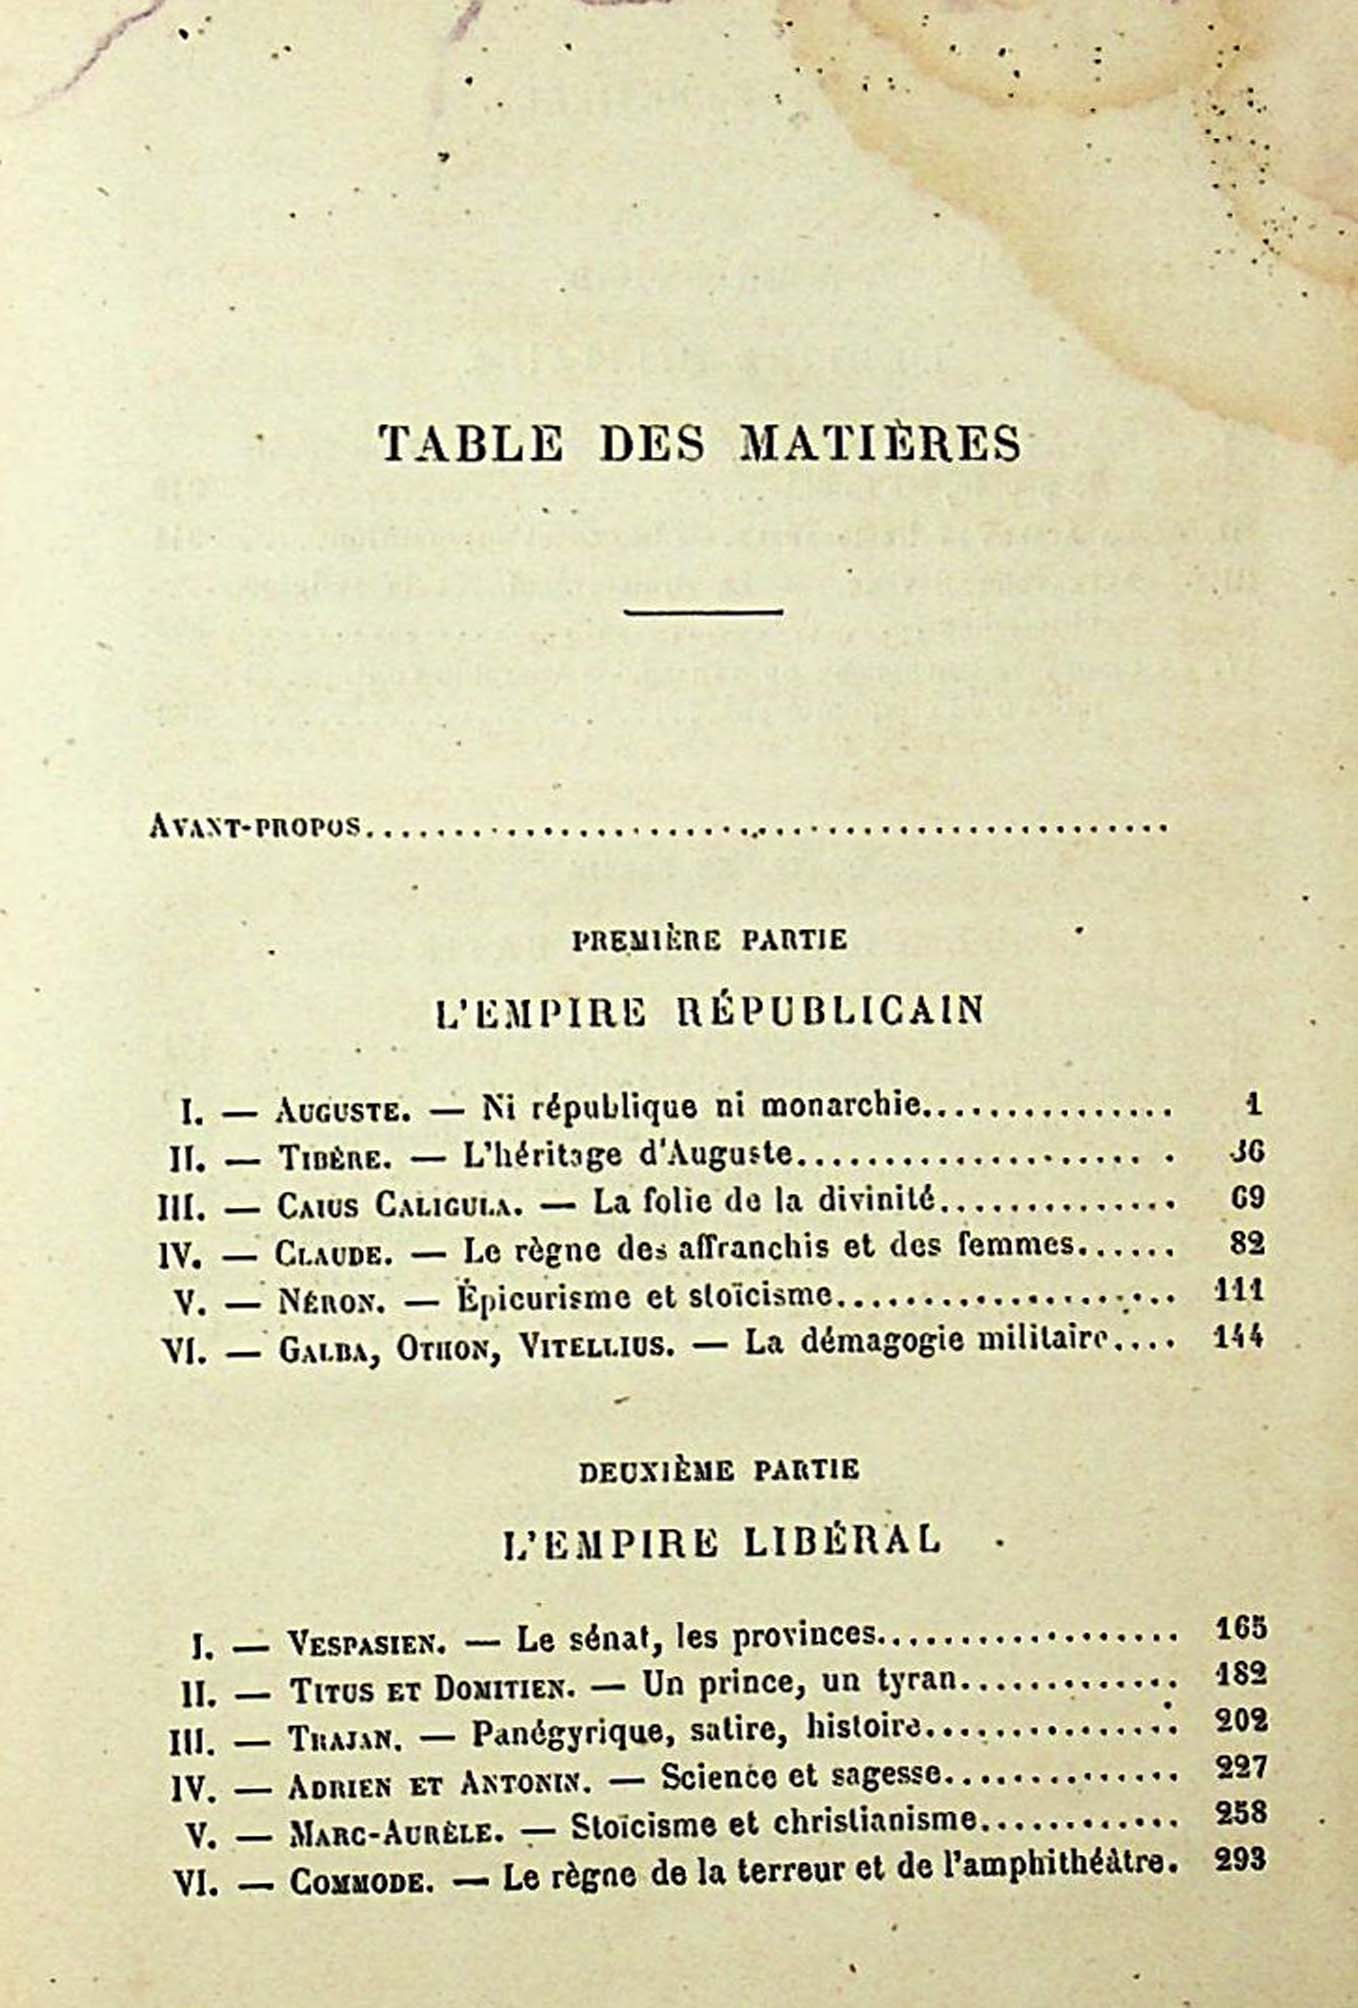 TABLE DES MATIÈRES
AVANT-PROPOS........................................
PREMIÈRE PARTIE
L'EMPIRE RÉPUBLICAIN
I. — AUGUSTE. — Ni république ni monarchie............... 1
II. — TIBÈRE. — L'héritage d'Auguste..................... 36
III. — CAIUS CALIGULA. — La folie de la divinité.............. 69
IV. — CLAUDE. — Le règne des affranchis et des femmes...... 82
V. — NÉRON. — Épicurisme et stoïcisme.................... 111
VI. — GALBA, OTHON, VITELLIUS. — La démagogie militaire.... 144
DEUXIÈME PARTIE
L'EMPIRE LIBÉRAL
I. — VESPASIEN. — Le sénat, les provinces.................. 165
II. — TITUS ET DOMITIEN. — Un prince, un tyran............. 182
III. — TRAJAN. — Panégyrique, satire, histoire............... 202
IV. — ADRIEN ET ANTONIN. — Science et sagesse.............. 227
V. — MARC-AURÈLE. — Stoïcisme et christianisme............ 258
VI. — COMMODE. — Le règne de la terreur et de l'amphithéâtre. 293